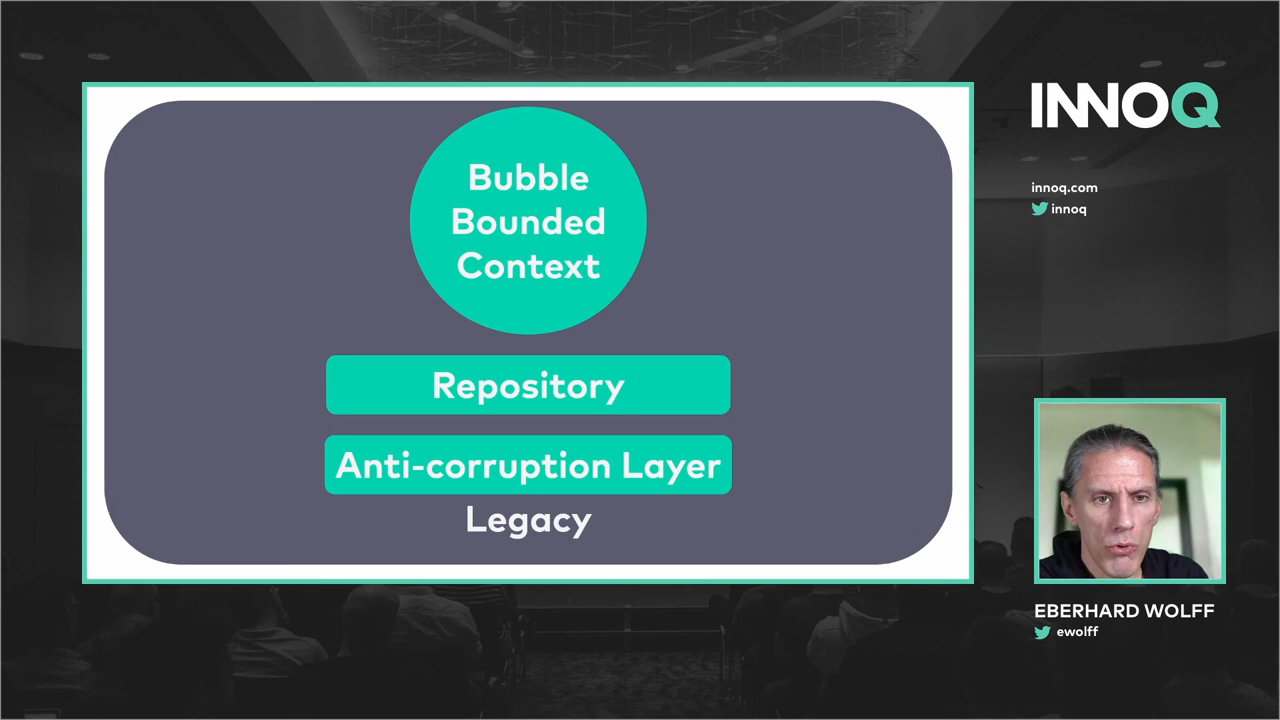 Bubble
Bounded
Context
Repository
Anti-corruption Layer
Legacy
INNOQ
innoq.com
innoq
EBERHARD WOLFF
ewolff